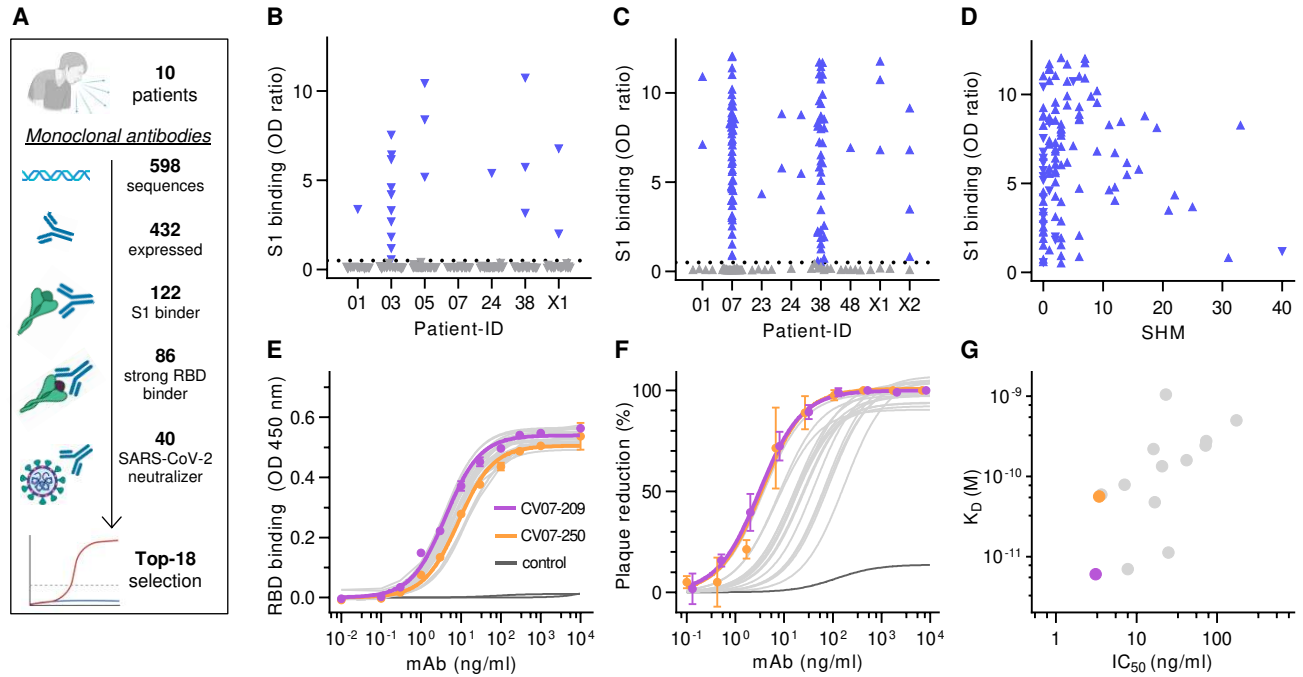 A
10
patients
Monoclonal antibodies
598
sequences
432
expressed
122
S1 binder
86
strong RBD
binder
40
SARS-CoV-2
neutralizer
Top-18
selection
B
S1 binding (OD ratio)
10
5
0
01 03 05 07 24 38 X1
Patient-ID
C
S1 binding (OD ratio)
10
5
0
01 07 23 24 38 48 X1 X2
Patient-ID
D
S1 binding (OD ratio)
10
5
0
0 10 20 30 40
SHM
E
RBD binding (OD 450 nm)
0.6
0.4
0.2
0.0
CV07-209
CV07-250
control
10-2 10-1 100 101 102 103 104
mAb (ng/ml)
F
Plaque reduction (%)
100
50
0
10-1 100 101 102 103 104
mAb (ng/ml)
G
KD (M)
10-9
10-10
10-11
1 10 100
IC50 (ng/ml)